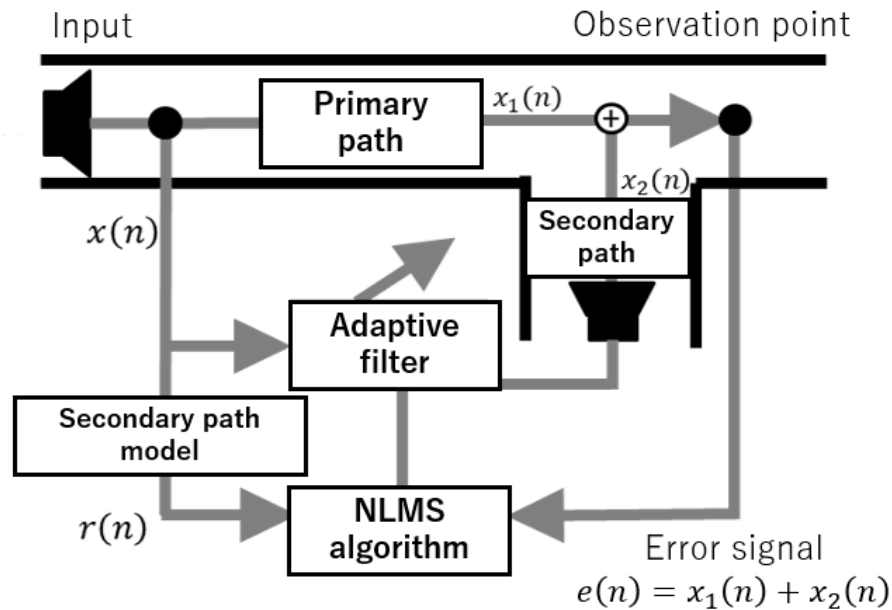 Input
Observation point
Primary
path
x₁(n)
+
x₂(n)
x(n)
Secondary
path
Adaptive
filter
Secondary path
model
r(n)
NLMS
algorithm
Error signal
e(n) = x₁(n) + x₂(n)